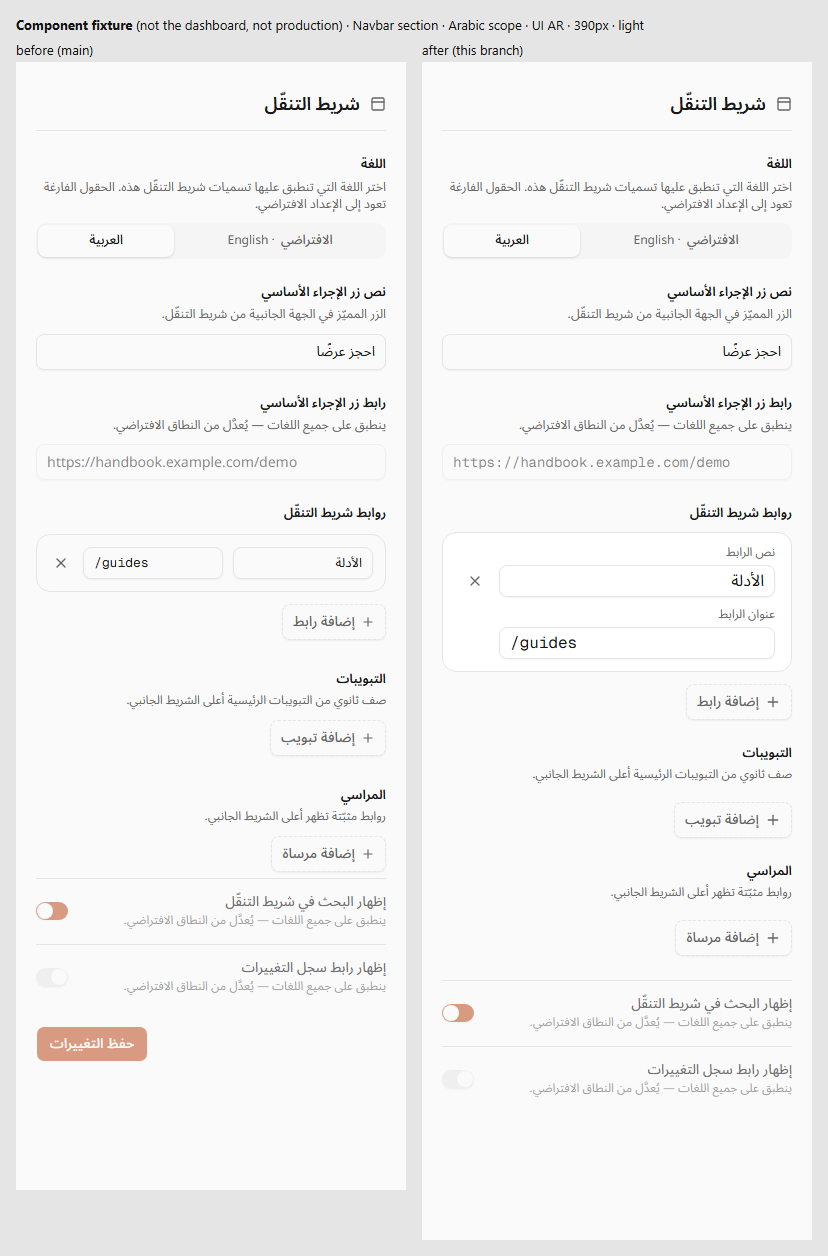 Component fixture (not the dashboard, not production) · Navbar section · Arabic scope · UI AR · 390px · light
before (main)
شريط التنقّل
اللغة
اختر اللغة التي تنطبق عليها تسميات شريط التنقّل هذه. الحقول الفارغة
تعود إلى الإعداد الافتراضي.
الافتراضي · English
العربية
نص زر الإجراء الأساسي
الزر المميّز في الجهة الجانبية من شريط التنقّل.
احجز عرضًا
رابط زر الإجراء الأساسي
ينطبق على جميع اللغات — يُعدَّل من النطاق الافتراضي.
https://handbook.example.com/demo
روابط شريط التنقّل
الأدلة
/guides
إضافة رابط
التبويبات
صف ثانوي من التبويبات الرئيسية أعلى الشريط الجانبي.
إضافة تبويب
المراسي
روابط مثبّتة تظهر أعلى الشريط الجانبي.
إضافة مرساة
إظهار البحث في شريط التنقّل
ينطبق على جميع اللغات — يُعدَّل من النطاق الافتراضي.
إظهار رابط سجل التغييرات
ينطبق على جميع اللغات — يُعدَّل من النطاق الافتراضي.
حفظ التغييرات
after (this branch)
شريط التنقّل
اللغة
اختر اللغة التي تنطبق عليها تسميات شريط التنقّل هذه. الحقول الفارغة
تعود إلى الإعداد الافتراضي.
الافتراضي · English
العربية
نص زر الإجراء الأساسي
الزر المميّز في الجهة الجانبية من شريط التنقّل.
احجز عرضًا
رابط زر الإجراء الأساسي
ينطبق على جميع اللغات — يُعدَّل من النطاق الافتراضي.
https://handbook.example.com/demo
روابط شريط التنقّل
نص الرابط
الأدلة
عنوان الرابط
/guides
إضافة رابط
التبويبات
صف ثانوي من التبويبات الرئيسية أعلى الشريط الجانبي.
إضافة تبويب
المراسي
روابط مثبّتة تظهر أعلى الشريط الجانبي.
إضافة مرساة
إظهار البحث في شريط التنقّل
ينطبق على جميع اللغات — يُعدَّل من النطاق الافتراضي.
إظهار رابط سجل التغييرات
ينطبق على جميع اللغات — يُعدَّل من النطاق الافتراضي.